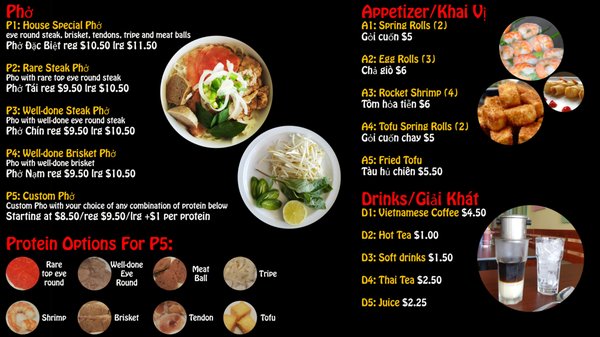 Phở
P1: House Special Phở
eye round steak, brisket, tendons, tripe and meat balls
Phở Đặc Biệt reg $10.50 lrg $11.50
P2: Rare Steak Phở
Pho with rare top eye round steak
Phở Tái reg $9.50 lrg $10.50
P3: Well-done Steak Phở
Pho with well-done eye round steak
Phở Chín reg $9.50 lrg $10.50
P4: Well-done Brisket Phở
Pho with well-done brisket
Phở Nạm reg $9.50 lrg $10.50
P5: Custom Phở
Custom Pho with your choice of any combination of protein below
Starting at $8.50/reg $9.50/lrg +$1 per protein
Protein Options For P5:
Rare top eye round
Well-done Eye Round
Meat Ball
Tripe
Shrimp
Brisket
Tendon
Tofu
Appetizer/Khai Vị
A1: Spring Rolls (2)
Gỏi cuốn $5
A2: Egg Rolls (3)
Chả giò $6
A3: Rocket Shrimp (4)
Tôm hỏa tiễn $6
A4: Tofu Spring Rolls (2)
Gỏi cuốn chay $5
A5: Fried Tofu
Tàu hủ chiên $5.50
Drinks/Giải Khát
D1: Vietnamese Coffee $4.50
D2: Hot Tea $1.00
D3: Soft drinks $1.50
D4: Thai Tea $2.50
D5: Juice $2.25